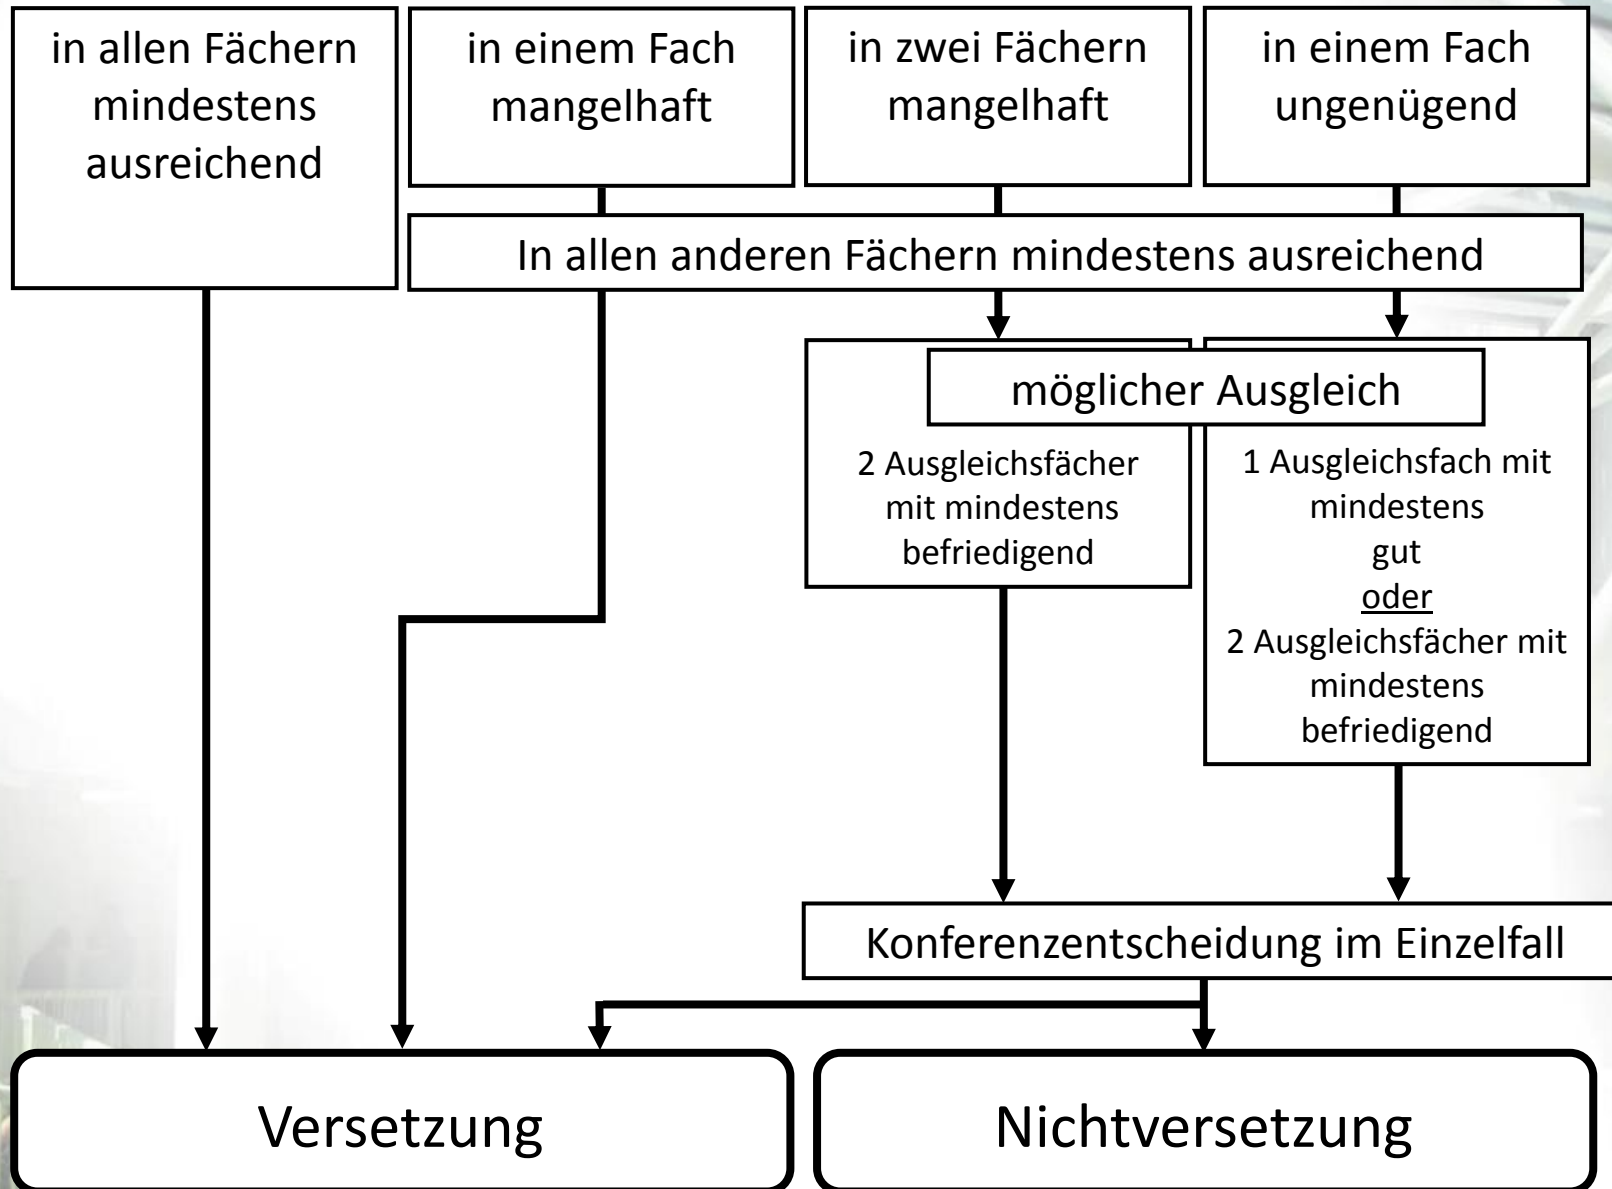 in allen Fächern
mindestens
ausreichend
in einem Fach
mangelhaft
in zwei Fächern
mangelhaft
in einem Fach
ungenügend
In allen anderen Fächern mindestens ausreichend
möglicher Ausgleich
2 Ausgleichsfächer
mit mindestens
befriedigend
1 Ausgleichsfach mit
mindestens
gut
oder
2 Ausgleichsfächer mit
mindestens
befriedigend
Konferenzentscheidung im Einzelfall
Versetzung
Nichtversetzung